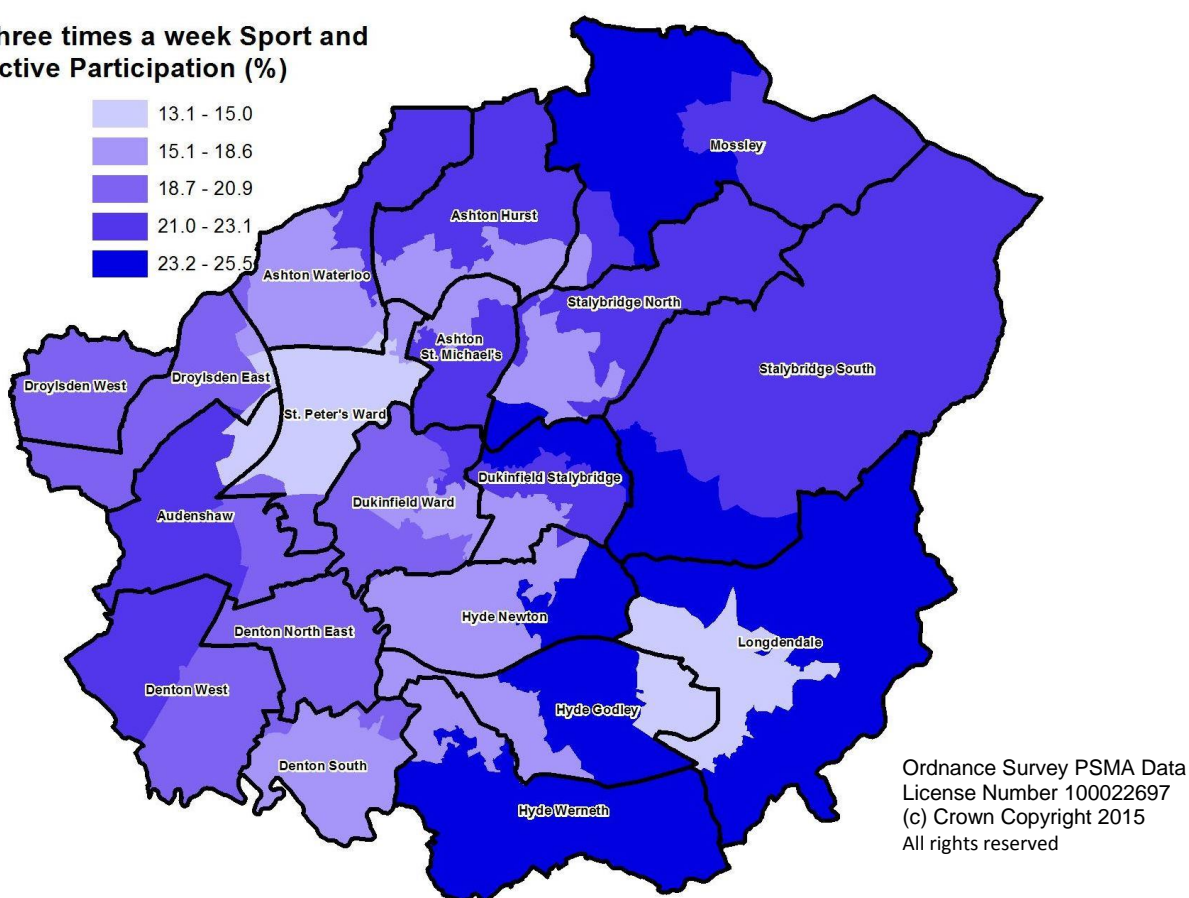 hree times a week Sport and
ctive Participation (%)
13.1 - 15.0
15.1 - 18.6
18.7 - 20.9
21.0 - 23.1
23.2 - 25.5
Mossley
Ashton Hurst
Ashton Waterloo
Stalybridge North
Ashton
St. Michael's
Stalybridge South
Droylsden West
Droylsden East
St. Peter's Ward
Dukinfield Stalybridge
Dukinfield Ward
Audenshaw
Hyde Newton
Denton North East
Longdendale
Denton West
Hyde Godley
Denton South
Hyde Werneth
Ordnance Survey PSMA Data
License Number 100022697
(c) Crown Copyright 2015
All rights reserved